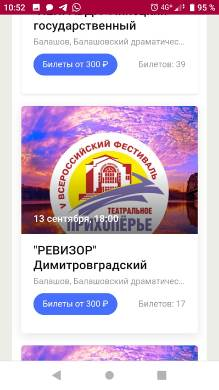 10:52
4G+
95 %
государственный
Балашов, Балашовский драматичес...
Билеты от 300 ₽
Билетов: 39
V ВСЕРОССИЙСКИЙ ФЕСТИВАЛЬ
ТЕАТРАЛЬНОЕ
ПРИХОПЕРЬЕ
13 сентября, 18:00
"РЕВИЗОР"
Димитровградский
Балашов, Балашовский драматичес...
Билеты от 300 ₽
Билетов: 17